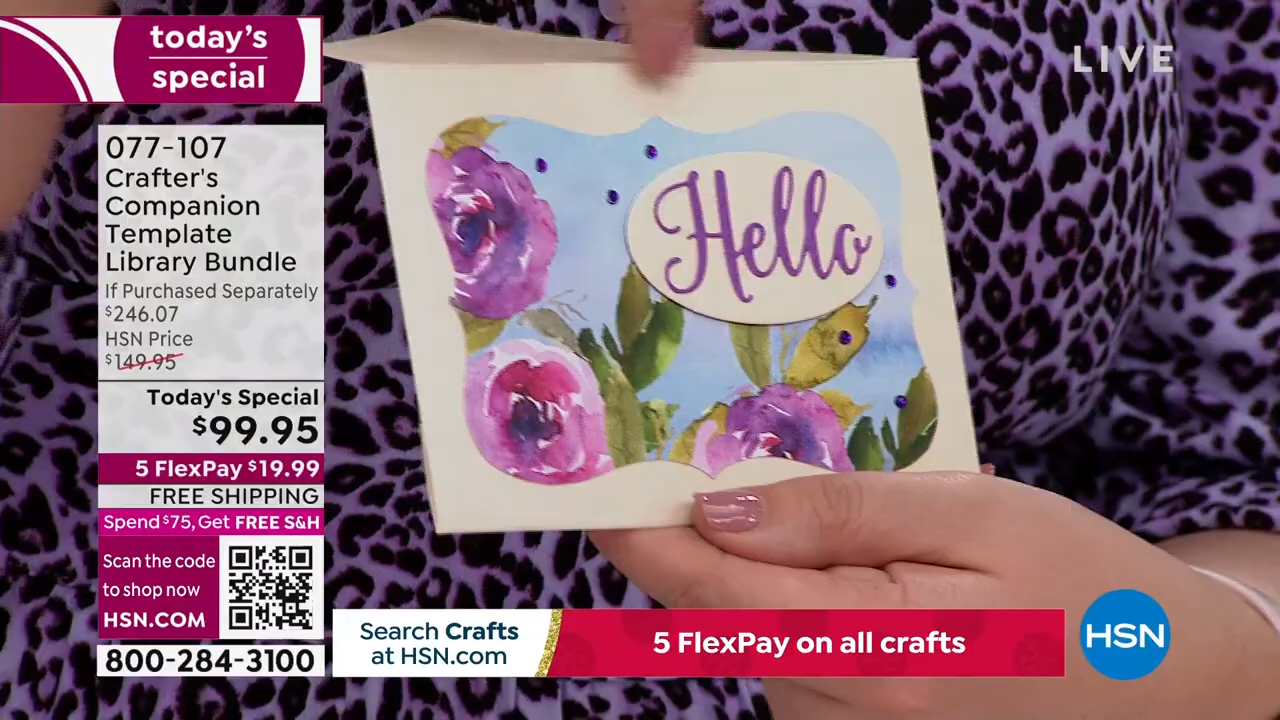 today's
special
LIVE
077-107
Crafter's
Companion
Template
Library Bundle
If Purchased Separately
$246.07
HSN Price
$149.95
Today's Special
$99.95
5 FlexPay $19.99
FREE SHIPPING
Spend $75, Get FREE S&H
Scan the code
to shop now
HSN.COM
800-284-3100
Hello
Search Crafts
at HSN.com
5 FlexPay on all crafts
HSN